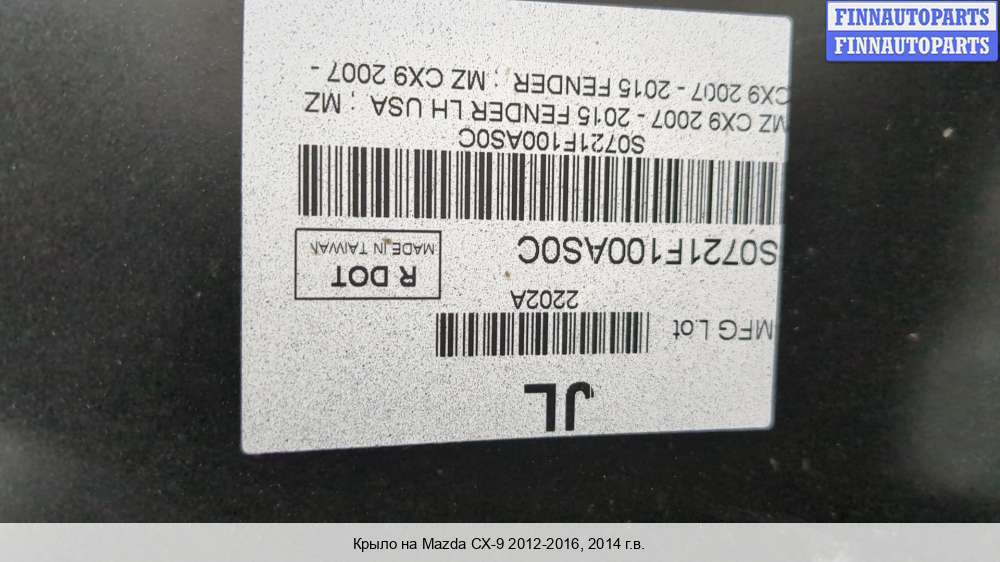 FINNAUTOPARTS
FINNAUTOPARTS
JL
MFG Lot
2202A
R DOT
MADE IN TAIWAN
S0721F100AS0C
S0721F100AS0C
MZ CX9 2007 - 2015 FENDER LH USA ; MZ
CX9 2007 - 2015 FENDER ; MZ CX9 2007 -
Крыло на Mazda CX-9 2012-2016, 2014 г.в.